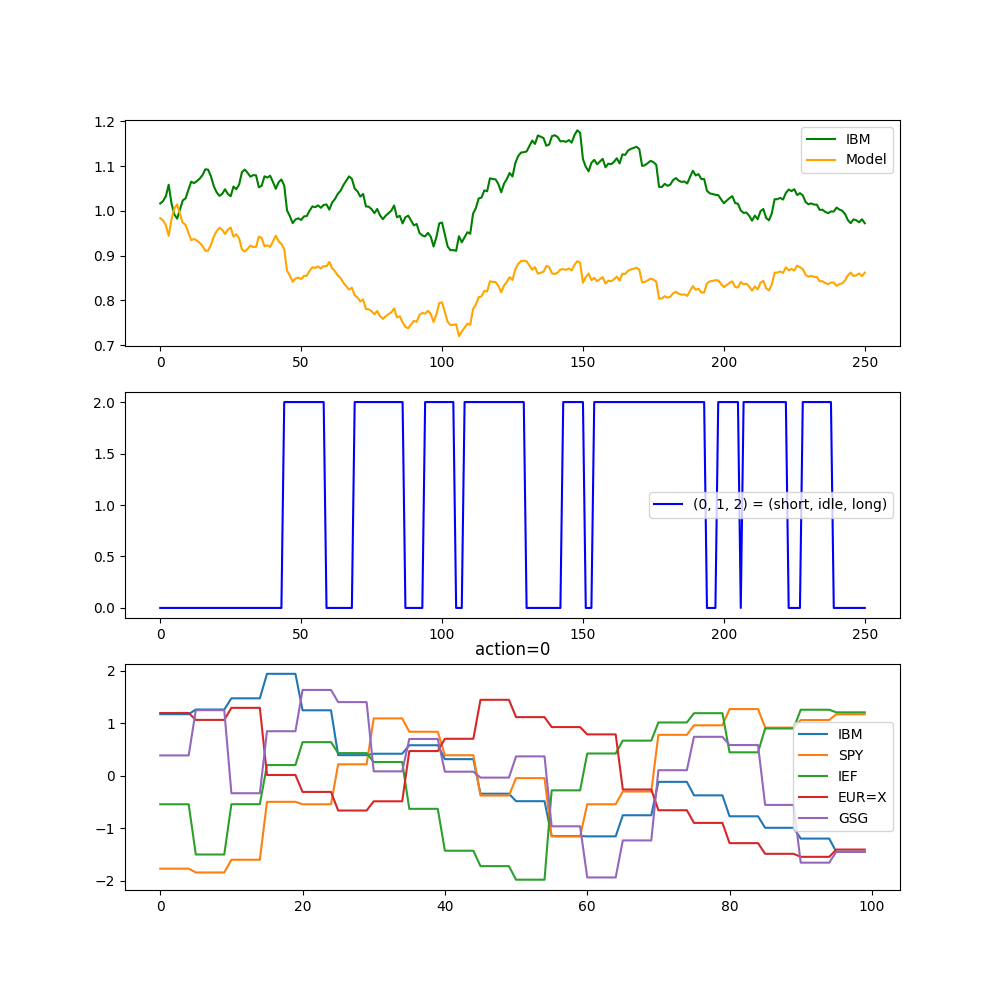 1.2
1.1
1.0
0.9
0.8
0.7
IBM
Model
0 50 100 150 200 250
2.0
1.5
1.0
0.5
0.0
(0, 1, 2) = (short, idle, long)
0 50 100 150 200 250
action=0
2
1
0
−1
−2
IBM
SPY
IEF
EUR=X
GSG
0 20 40 60 80 100